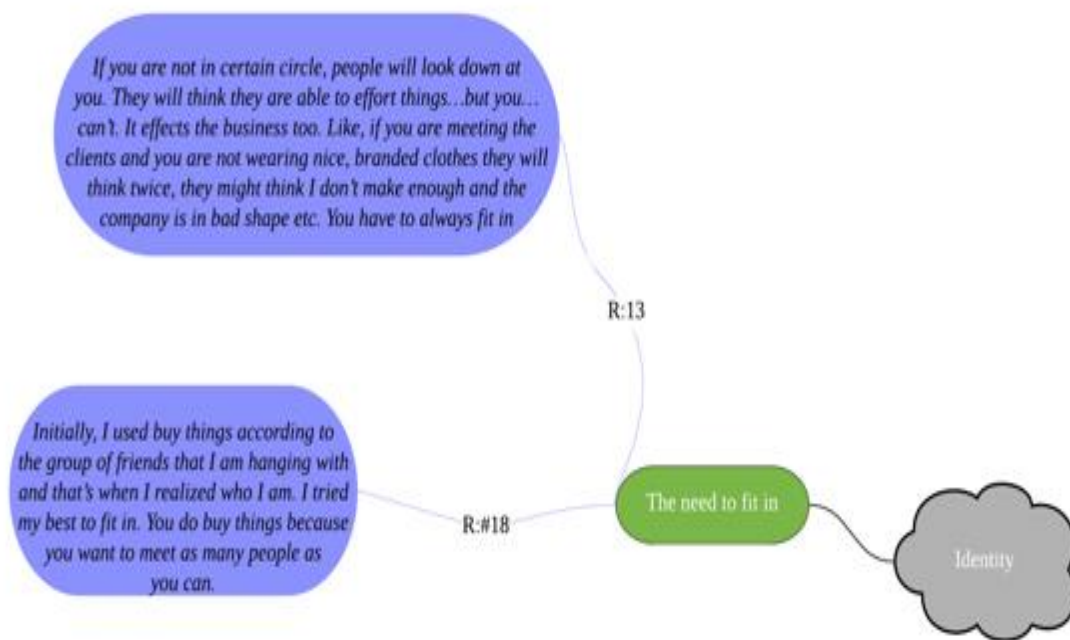 If you are not in certain circle, people will look down at
you. They will think they are able to effort things…but you…
can't. It effects the business too. Like, if you are meeting the
clients and you are not wearing nice, branded clothes they will
think twice, they might think I don't make enough and the
company is in bad shape etc. You have to always fit in
R:13
Initially, I used buy things according to
the group of friends that I am hanging with
and that's when I realized who I am. I tried
my best to fit in. You do buy things because
you want to meet as many people as
you can.
R:#18
The need to fit in
Identity